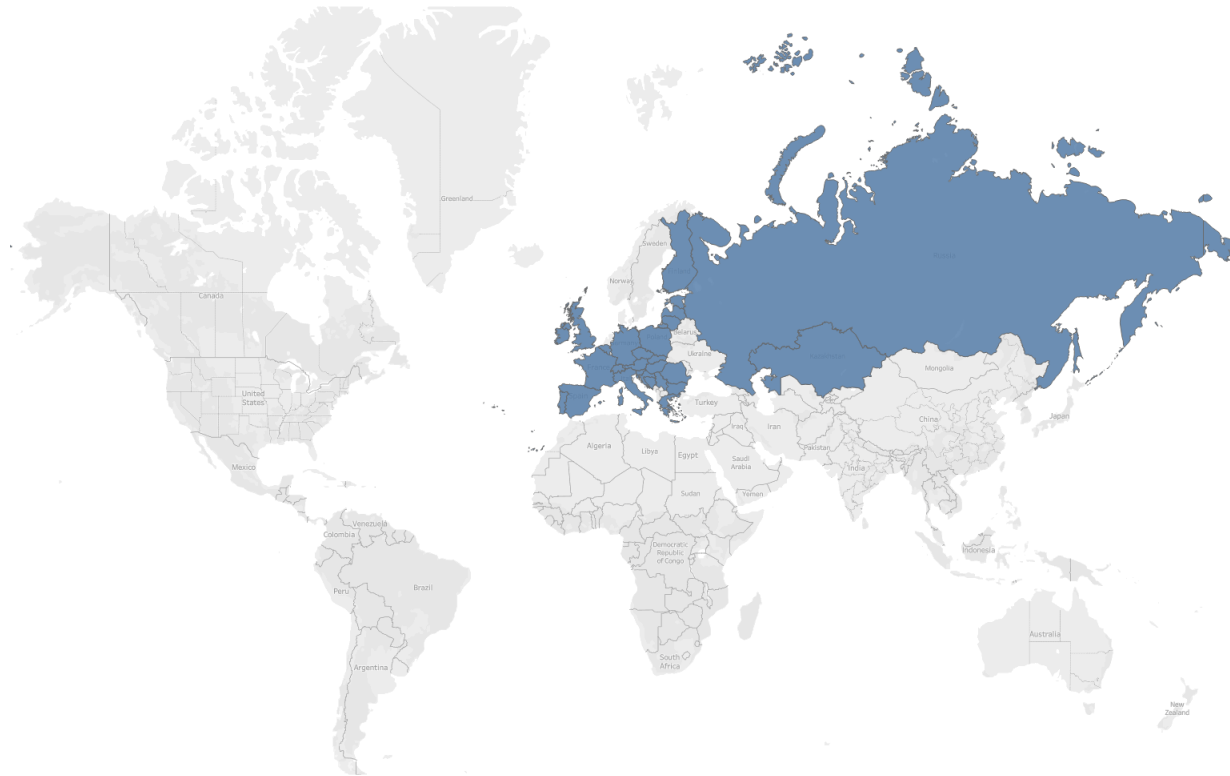 Greenland
Sweden
Norway
Canada
Belarus
Ukraine
Mongolia
United
States
Turkey
Japan
China
Iraq
Iran
Algeria
Libya
Egypt
Pakistan
Saudi
Arabia
India
Mexico
Sudan
Yemen
Venezuela
Colombia
Democratic
Republic
of Congo
Indonesia
Peru
Brazil
Australia
Argentina
South
Africa
New
Zealand